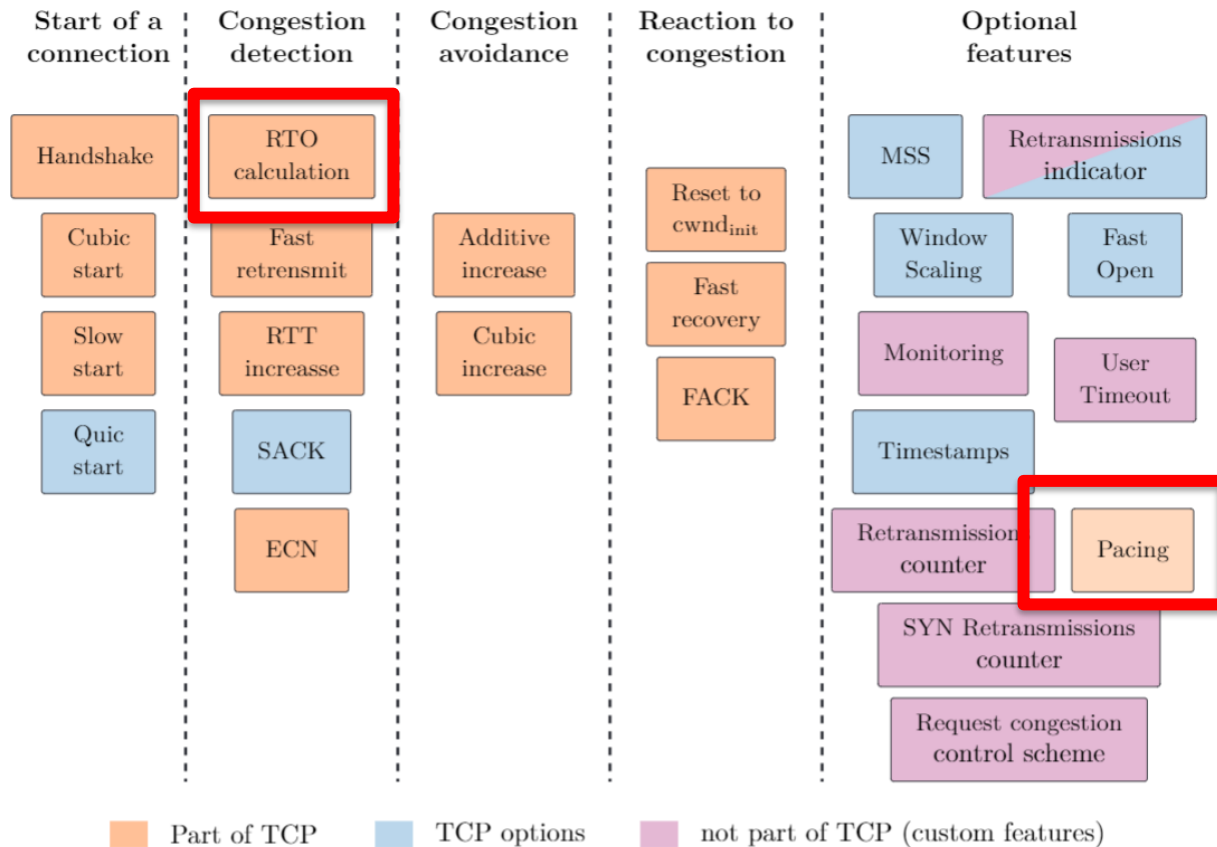 Start of a
connection
Congestion
detection
Congestion
avoidance
Reaction to
congestion
Optional
features
Handshake
Cubic
start
Slow
start
Quic
start
RTO
calculation
Fast
retrensmit
RTT
increasse
SACK
ECN
Additive
increase
Cubic
increase
Reset to
cwnd_init
Fast
recovery
FACK
MSS
Retransmissions
indicator
Window
Scaling
Fast
Open
Monitoring
User
Timeout
Timestamps
Retransmissions
counter
Pacing
SYN Retransmissions
counter
Request congestion
control scheme
Part of TCP
TCP options
not part of TCP (custom features)